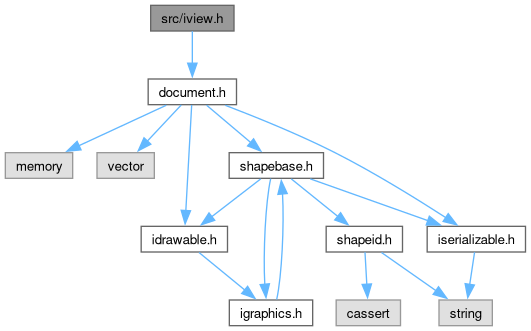 src/iview.h
document.h
memory
vector
shapebase.h
idrawable.h
shapeid.h
iserializable.h
igraphics.h
cassert
string